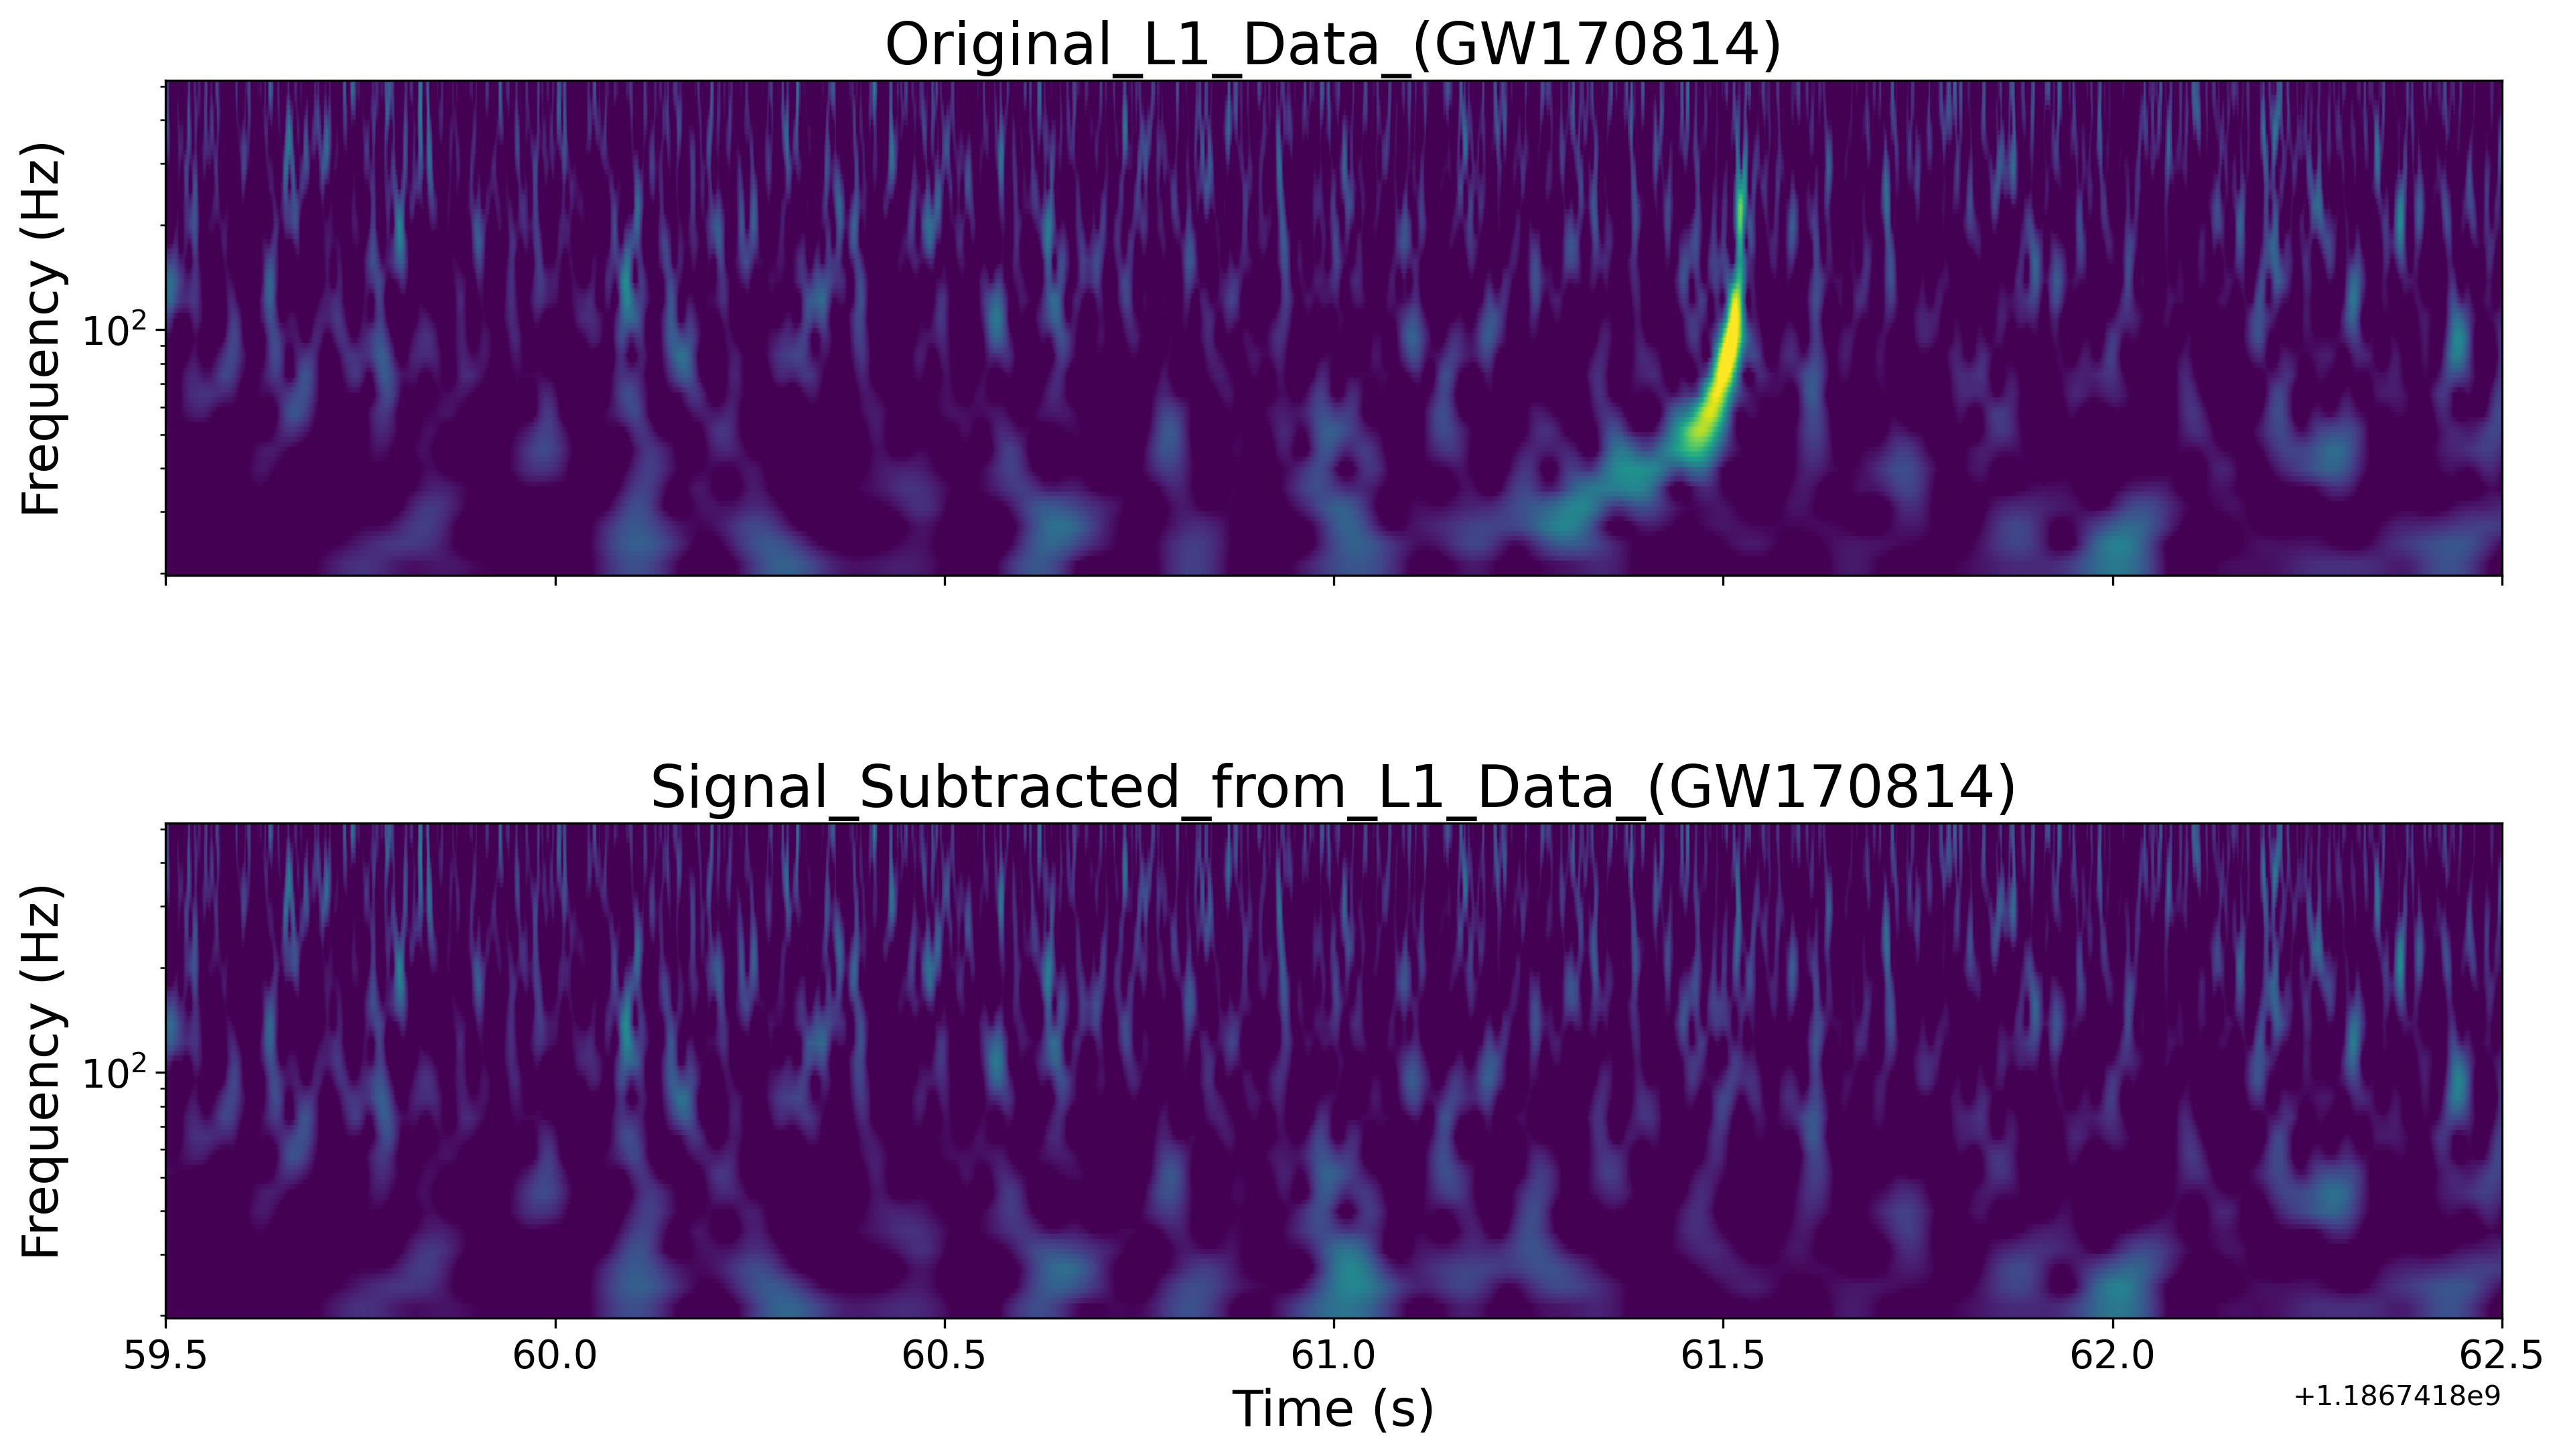 Original_L1_Data_(GW170814)
Frequency (Hz)
10²
Signal_Subtracted_from_L1_Data_(GW170814)
Frequency (Hz)
10²
59.5 60.0 60.5 61.0 61.5 62.0 62.5
Time (s)
+1.1867418e9